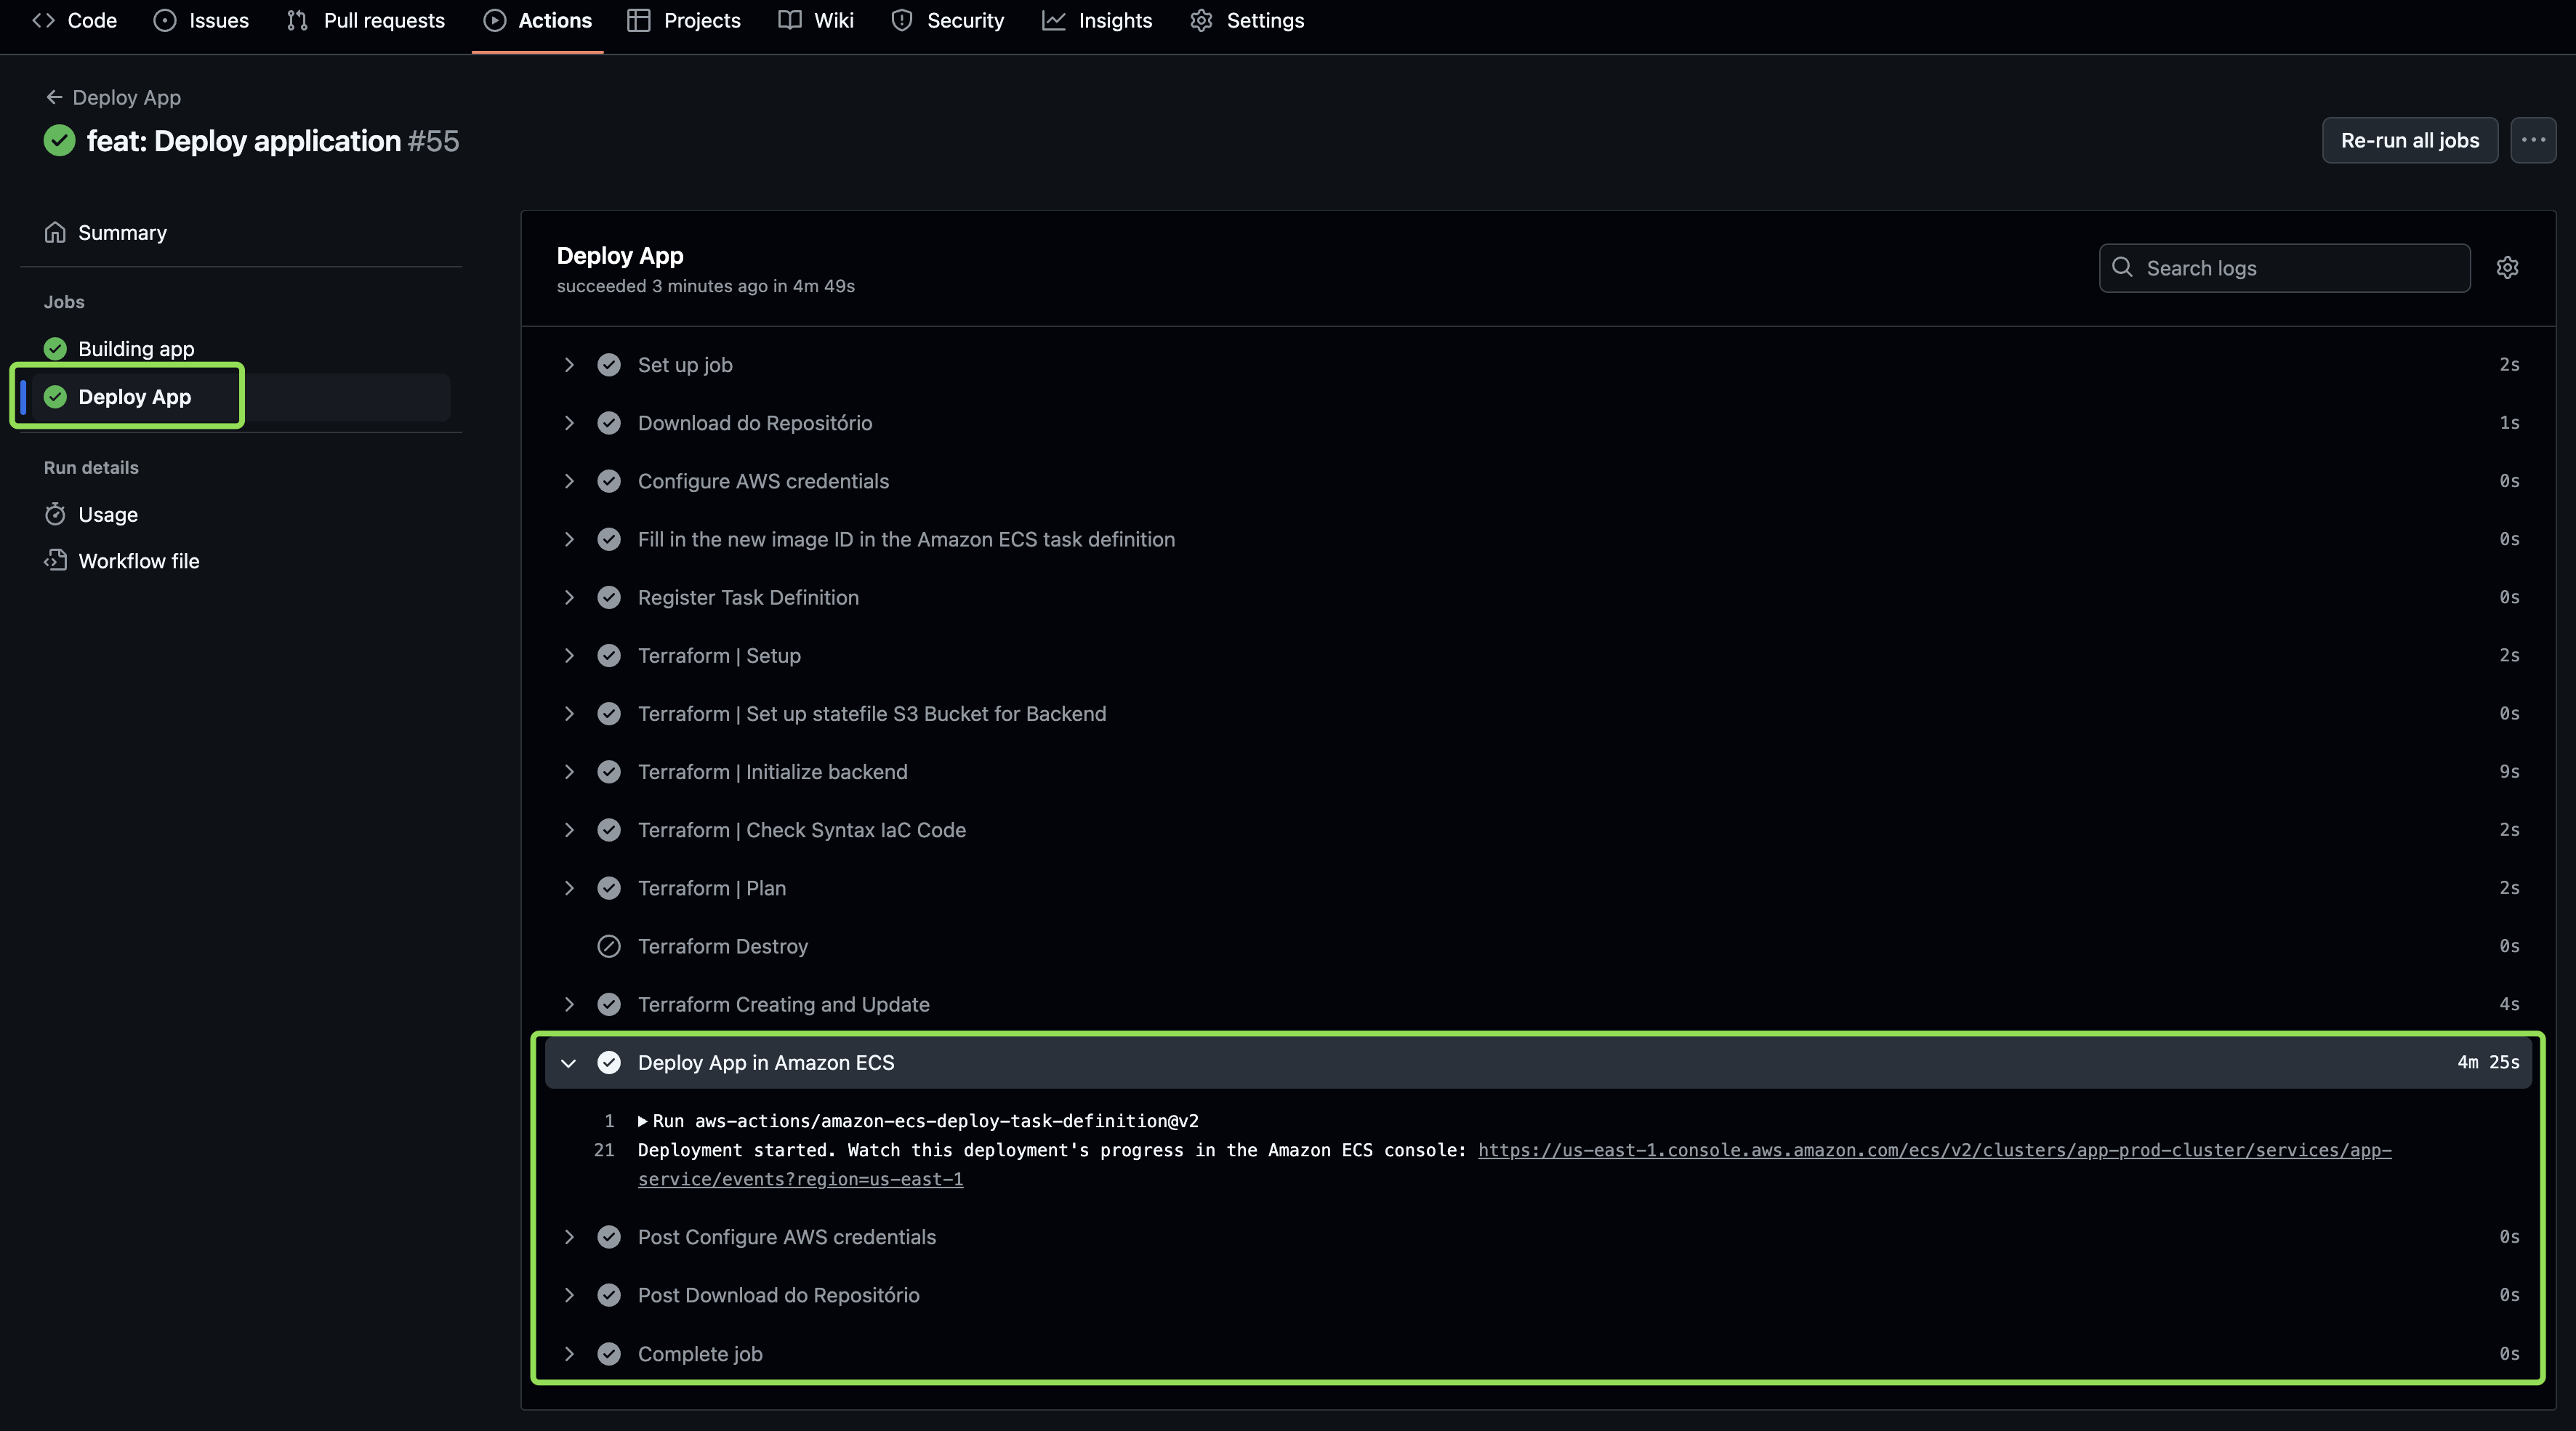 Code Issues Pull requests Actions Projects Wiki Security Insights Settings
Deploy App
feat: Deploy application #55
Re-run all jobs
Summary
Jobs
Building app
Deploy App
Run details
Usage
Workflow file
Deploy App
succeeded 3 minutes ago in 4m 49s
Search logs
Set up job 2s
Download do Repositório 1s
Configure AWS credentials 0s
Fill in the new image ID in the Amazon ECS task definition 0s
Register Task Definition 0s
Terraform | Setup 2s
Terraform | Set up statefile S3 Bucket for Backend 0s
Terraform | Initialize backend 9s
Terraform | Check Syntax IaC Code 2s
Terraform | Plan 2s
Terraform Destroy 0s
Terraform Creating and Update 4s
Deploy App in Amazon ECS 4m 25s
1 ▶Run aws-actions/amazon-ecs-deploy-task-definition@v2
21 Deployment started. Watch this deployment's progress in the Amazon ECS console: https://us-east-1.console.aws.amazon.com/ecs/v2/clusters/app-prod-cluster/services/app-
service/events?region=us-east-1
Post Configure AWS credentials 0s
Post Download do Repositório 0s
Complete job 0s